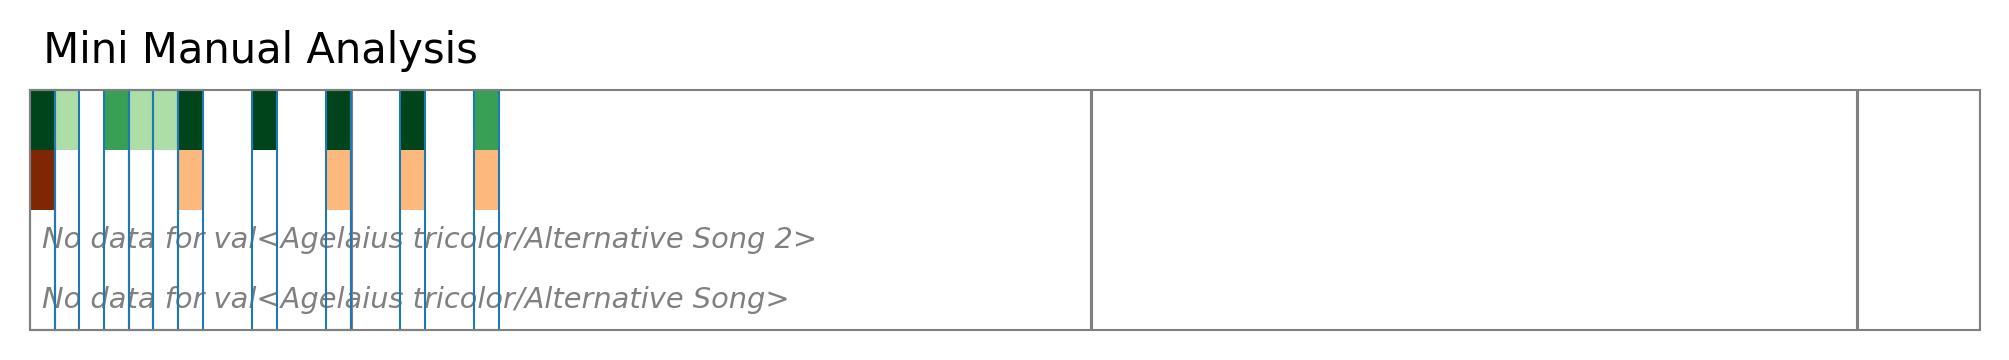 Mini Manual Analysis
No data for val<Agelaius tricolor/Alternative Song 2>
No data for val<Agelaius tricolor/Alternative Song>